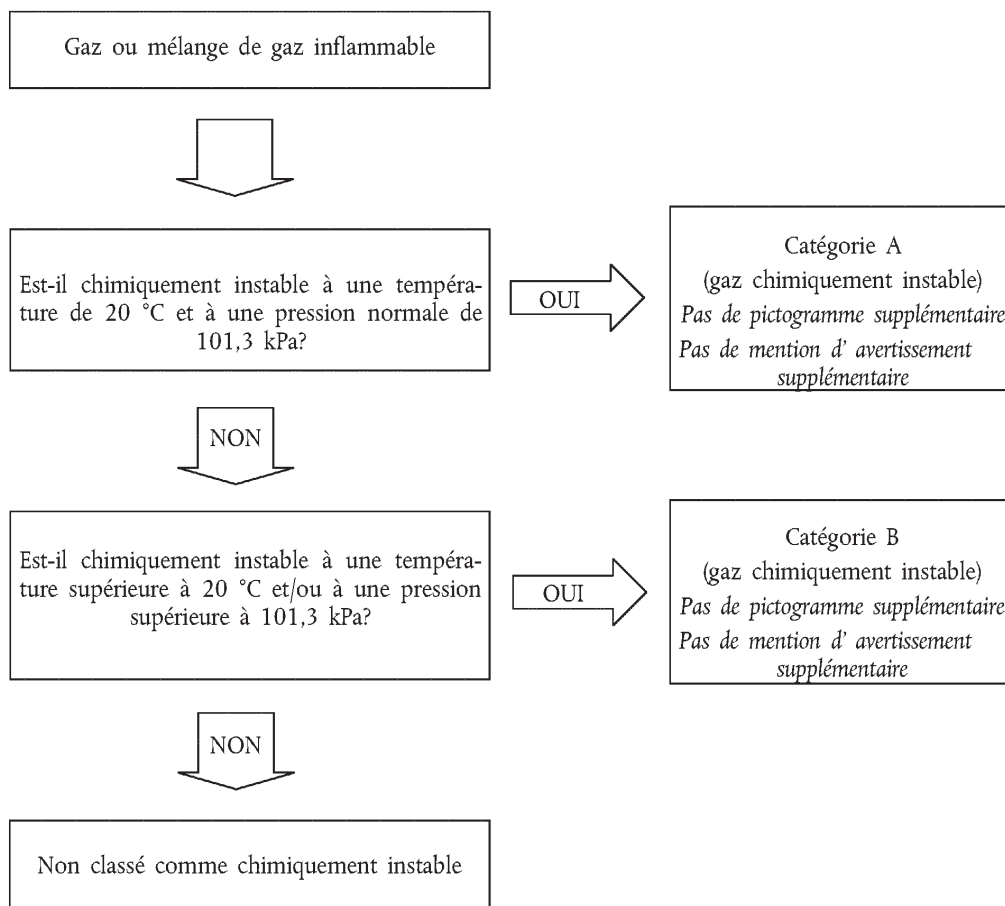 Gaz ou mélange de gaz inflammable
Est-il chimiquement instable à une tempéra-
ture de 20 °C et à une pression normale de
101,3 kPa?
OUI
Catégorie A
(gaz chimiquement instable)
Pas de pictogramme supplémentaire
Pas de mention d' avertissement
supplémentaire
NON
Est-il chimiquement instable à une tempéra-
ture supérieure à 20 °C et/ou à une pression
supérieure à 101,3 kPa?
OUI
Catégorie B
(gaz chimiquement instable)
Pas de pictogramme supplémentaire
Pas de mention d' avertissement
supplémentaire
NON
Non classé comme chimiquement instable